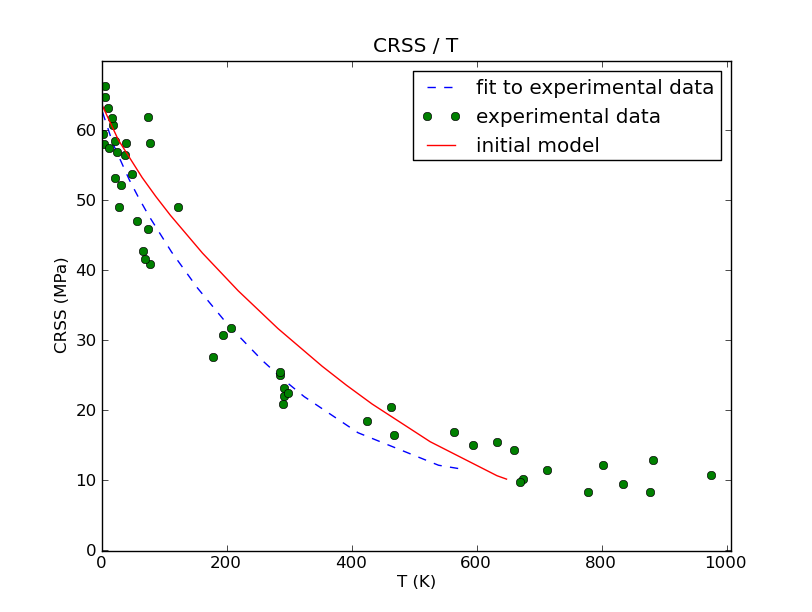 CRSS / T
fit to experimental data
experimental data
initial model
60
50
40
30
20
10
0
CRSS (MPa)
0 200 400 600 800 1000
T (K)